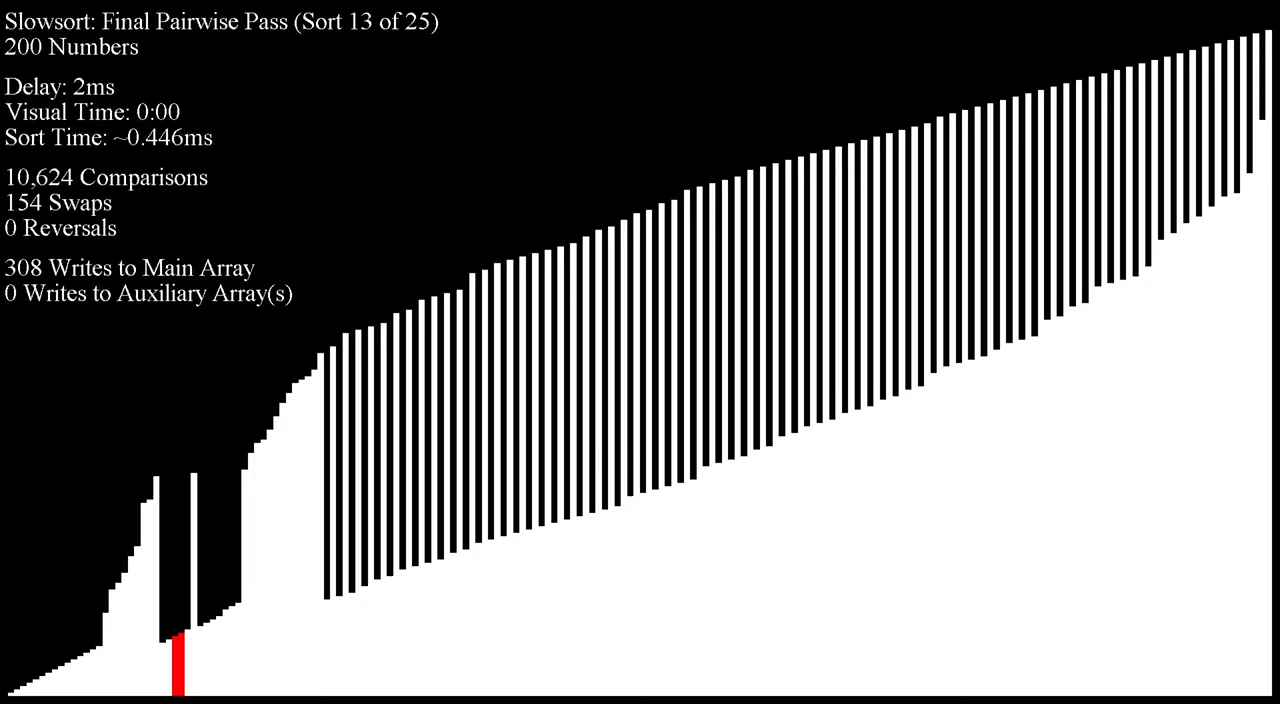 Slowsort: Final Pairwise Pass (Sort 13 of 25)
200 Numbers
Delay: 2ms
Visual Time: 0:00
Sort Time: ~0.446ms
10,624 Comparisons
154 Swaps
0 Reversals
308 Writes to Main Array
0 Writes to Auxiliary Array(s)